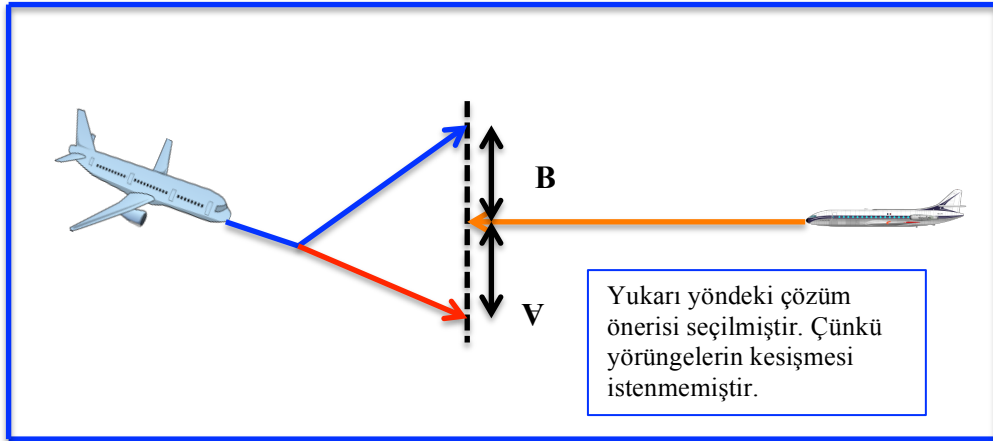 B
A
Yukarı yöndeki çözüm
önerisi seçilmiştir. Çünkü
yörüngelerin kesişmesi
istenmemiştir.